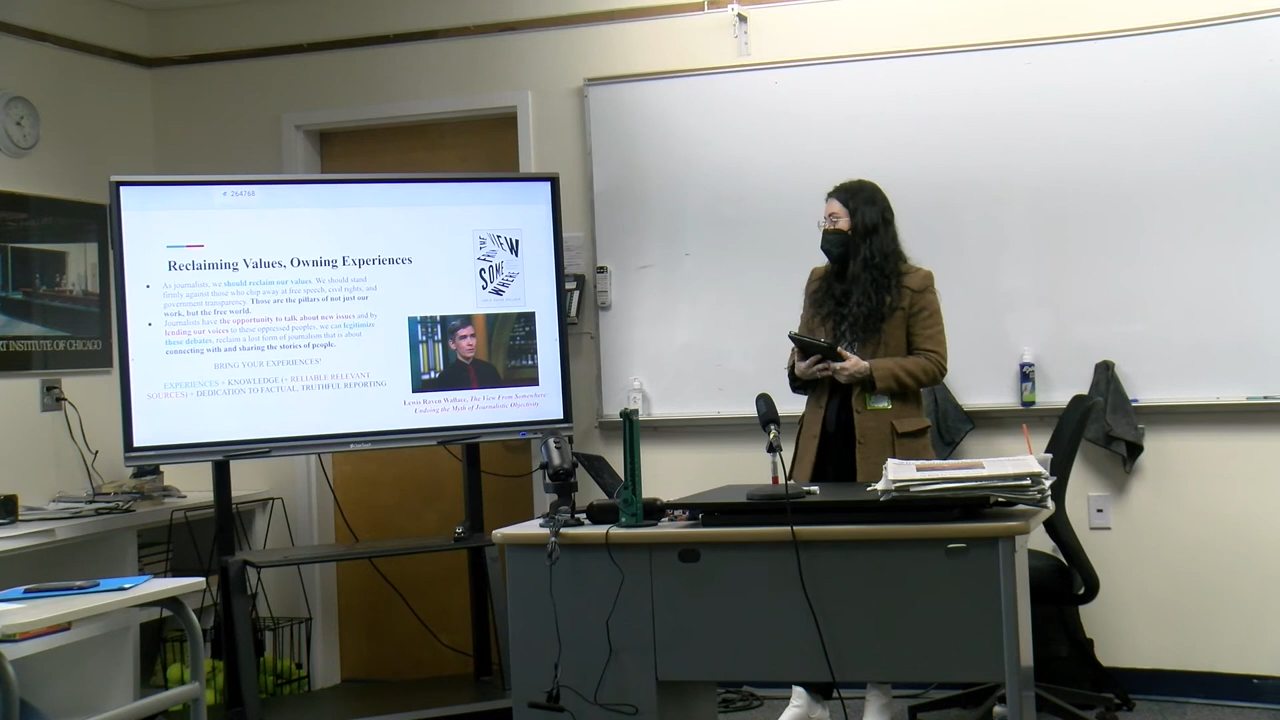 # 264768
Reclaiming Values, Owning Experiences
As journalists, we should reclaim our values. We should stand
firmly against those who chip away at free speech, civil rights, and
government transparency. Those are the pillars of not just our
work, but the free world.
Journalists have the opportunity to talk about new issues and by
lending our voices to these oppressed peoples, we can legitimize
these debates, reclaim a lost form of journalism that is about
connecting with and sharing the stories of people.
BRING YOUR EXPERIENCES!
EXPERIENCES + KNOWLEDGE (+ RELIABLE RELEVANT
SOURCES) + DEDICATION TO FACTUAL, TRUTHFUL REPORTING
THE VIEW
FROM
SOME
WHERE
Lewis Raven Wallace, The View From Somewhere:
Undoing the Myth of Journalistic Objectivity
RT INSTITUTE OF CHICAGO